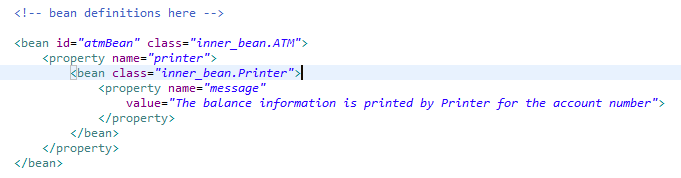 <!-- bean definitions here -->
<bean id="atmBean" class="inner_bean.ATM">
<property name="printer">
<bean class="inner_bean.Printer">
<property name="message"
value="The balance information is printed by Printer for the account number">
</property>
</bean>
</property>
</bean>